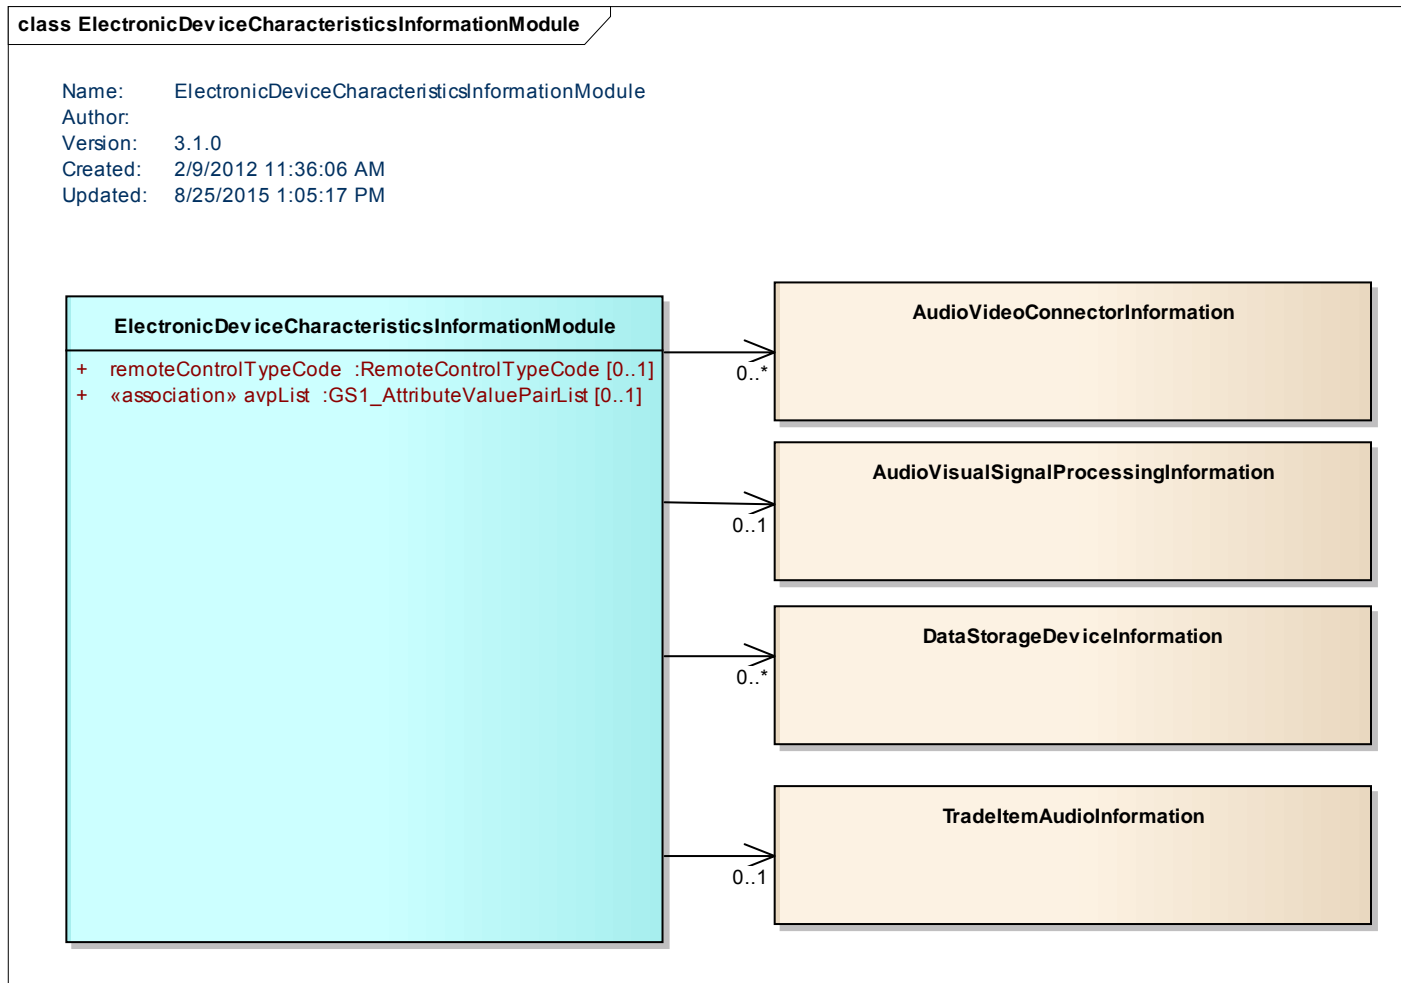 class ElectronicDeviceCharacteristicsInformationModule
Name: ElectronicDeviceCharacteristicsInformationModule
Author:
Version: 3.1.0
Created: 2/9/2012 11:36:06 AM
Updated: 8/25/2015 1:05:17 PM
ElectronicDeviceCharacteristicsInformationModule
+ remoteControlTypeCode :RemoteControlTypeCode [0..1]
+ «association» avpList :GS1_AttributeValuePairList [0..1]
AudioVideoConnectorInformation
0..*
AudioVisualSignalProcessingInformation
0..1
DataStorageDeviceInformation
0..*
TradeItemAudioInformation
0..1